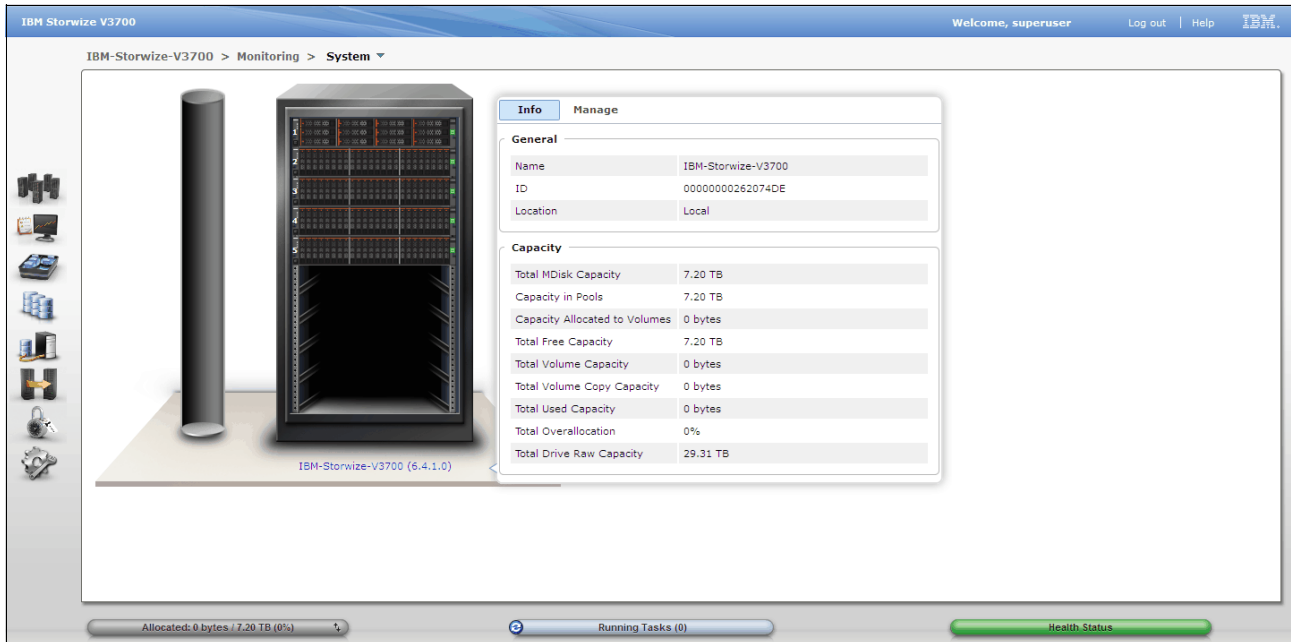 IBM Storwize V3700
Welcome, superuser Log out | Help IBM.
IBM-Storwize-V3700 > Monitoring > System
Info Manage
General
Name IBM-Storwize-V3700
ID 00000000262074DE
Location Local
Capacity
Total MDisk Capacity 7.20 TB
Capacity in Pools 7.20 TB
Capacity Allocated to Volumes 0 bytes
Total Free Capacity 7.20 TB
Total Volume Capacity 0 bytes
Total Volume Copy Capacity 0 bytes
Total Used Capacity 0 bytes
Total Overallocation 0%
Total Drive Raw Capacity 29.31 TB
1
2
3
4
5
IBM-Storwize-V3700 (6.4.1.0)
Allocated: 0 bytes / 7.20 TB (0%)
Running Tasks (0)
Health Status